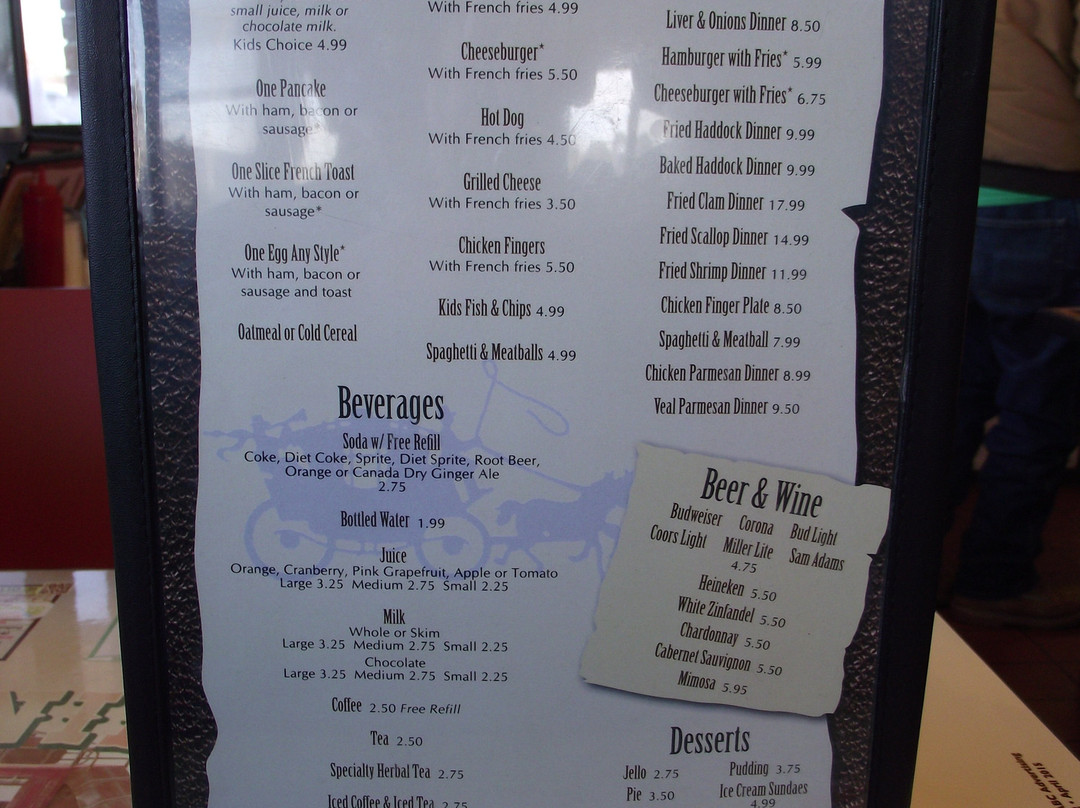 small juice, milk or
chocolate milk.
Kids Choice 4.99
One Pancake
With ham, bacon or
sausage*
One Slice French Toast
With ham, bacon or
sausage*
One Egg Any Style*
With ham, bacon or
sausage and toast
Oatmeal or Cold Cereal
With French fries 4.99
Cheeseburger*
With French fries 5.50
Hot Dog
With French fries 4.50
Grilled Cheese
With French fries 3.50
Chicken Fingers
With French fries 5.50
Kids Fish & Chips 4.99
Spaghetti & Meatballs 4.99
Liver & Onions Dinner 8.50
Hamburger with Fries* 5.99
Cheeseburger with Fries* 6.75
Fried Haddock Dinner 9.99
Baked Haddock Dinner 9.99
Fried Clam Dinner 17.99
Fried Scallop Dinner 14.99
Fried Shrimp Dinner 11.99
Chicken Finger Plate 8.50
Spaghetti & Meatball 7.99
Chicken Parmesan Dinner 8.99
Veal Parmesan Dinner 9.50
Beverages
Soda w/ Free Refill
Coke, Diet Coke, Sprite, Diet Sprite, Root Beer,
Orange or Canada Dry Ginger Ale
2.75
Bottled Water 1.99
Juice
Orange, Cranberry, Pink Grapefruit, Apple or Tomato
Large 3.25 Medium 2.75 Small 2.25
Milk
Whole or Skim
Large 3.25 Medium 2.75 Small 2.25
Chocolate
Large 3.25 Medium 2.75 Small 2.25
Coffee 2.50 Free Refill
Tea 2.50
Specialty Herbal Tea 2.75
Iced Coffee & Iced Tea 2.75
Beer & Wine
Budweiser Corona Bud Light
Coors Light Miller Lite Sam Adams
4.75
Heineken 5.50
White Zinfandel 5.50
Chardonnay 5.50
Cabernet Sauvignon 5.50
Mimosa 5.95
Desserts
Jello 2.75 Pudding 3.75
Pie 3.50 Ice Cream Sundaes
4.99
Advertising
April 2015